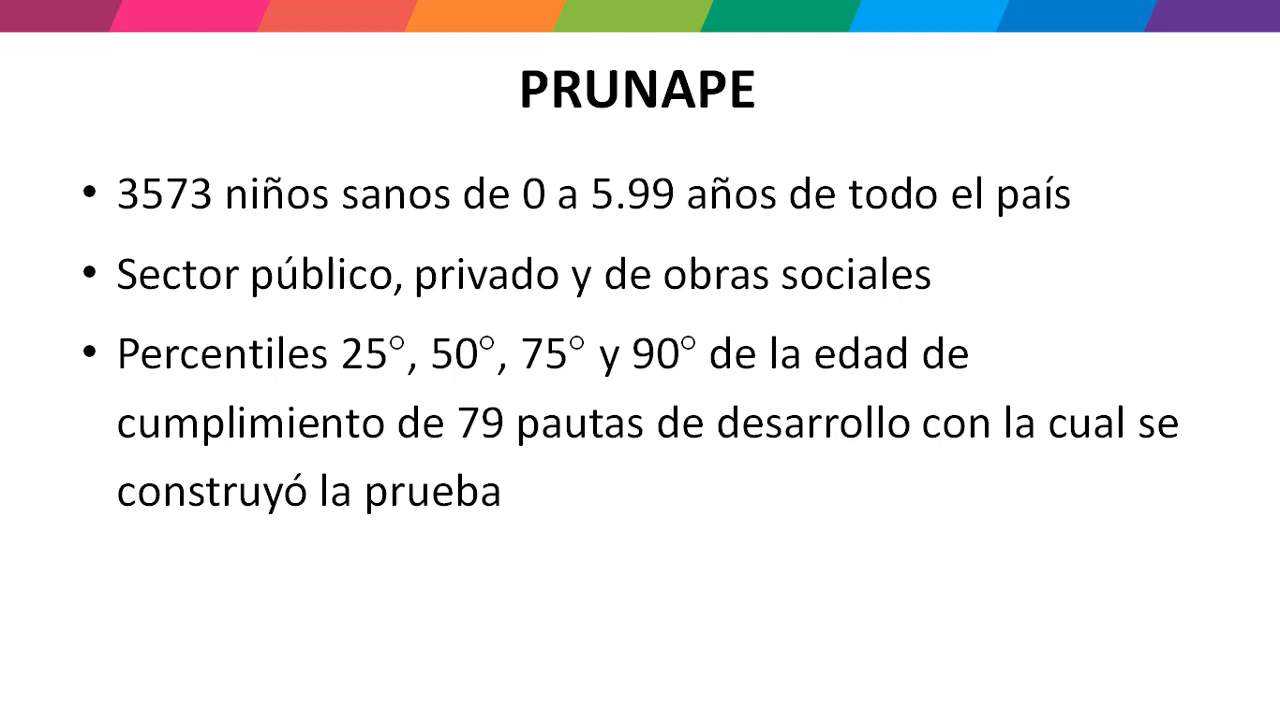 PRUNAPE
• 3573 niños sanos de 0 a 5.99 años de todo el país
• Sector público, privado y de obras sociales
• Percentiles 25°, 50°, 75° y 90° de la edad de
cumplimiento de 79 pautas de desarrollo con la cual se
construyó la prueba